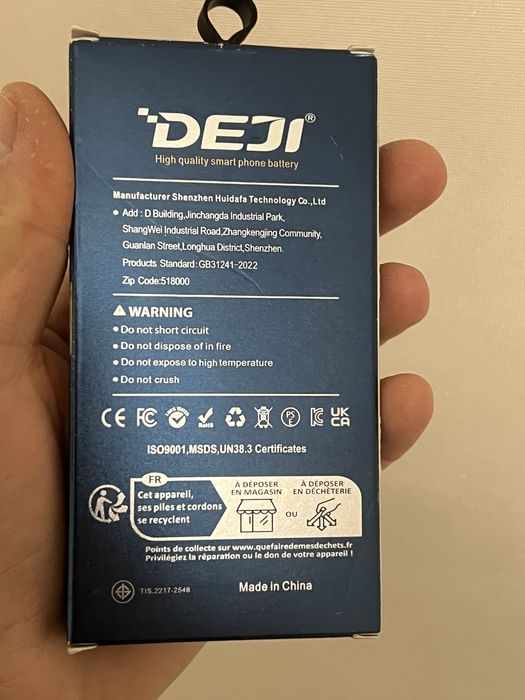 DEJI®
High quality smart phone battery
Manufacturer Shenzhen Huidafa Technology Co.,Ltd
• Add : D Building,Jinchangda Industrial Park,
ShangWei Industrial Road,Zhangkengjing Community,
Guanlan Street,Longhua District,Shenzhen.
Products Standard:GB31241-2022
Zip Code:518000
WARNING
• Do not short circuit
• Do not dispose of in fire
• Do not expose to high temperature
• Do not crush
CE FC RoHS PS E KC UK CA
ISO9001,MSDS,UN38.3 Certificates
FR
Cet appareil,
ses piles et cordons
se recyclent
À DÉPOSER
EN MAGASIN
OU
À DÉPOSER
EN DÉCHÈTERIE
Points de collecte sur www.quefairedemesdechets.fr
Privilégiez la réparation ou le don de votre appareil !
TIS.2217-2548
Made in China